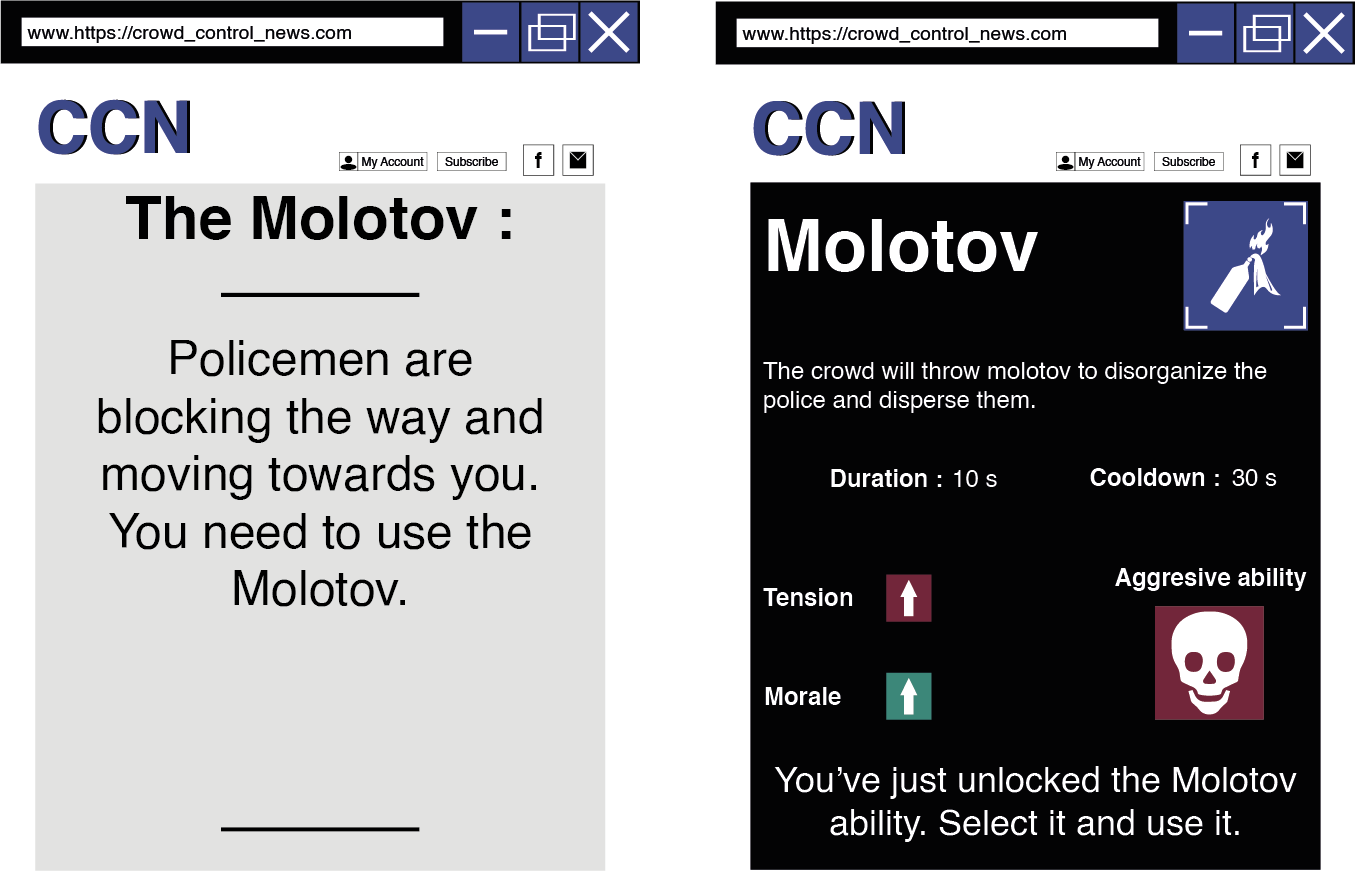 www.https://crowd_control_news.com
CCN
My Account
Subscribe
f
The Molotov :
Policemen are
blocking the way and
moving towards you.
You need to use the
Molotov.
www.https://crowd_control_news.com
CCN
My Account
Subscribe
f
Molotov
The crowd will throw molotov to disorganize the
police and disperse them.
Duration : 10 s
Cooldown : 30 s
Aggresive ability
Tension
Morale
You’ve just unlocked the Molotov
ability. Select it and use it.